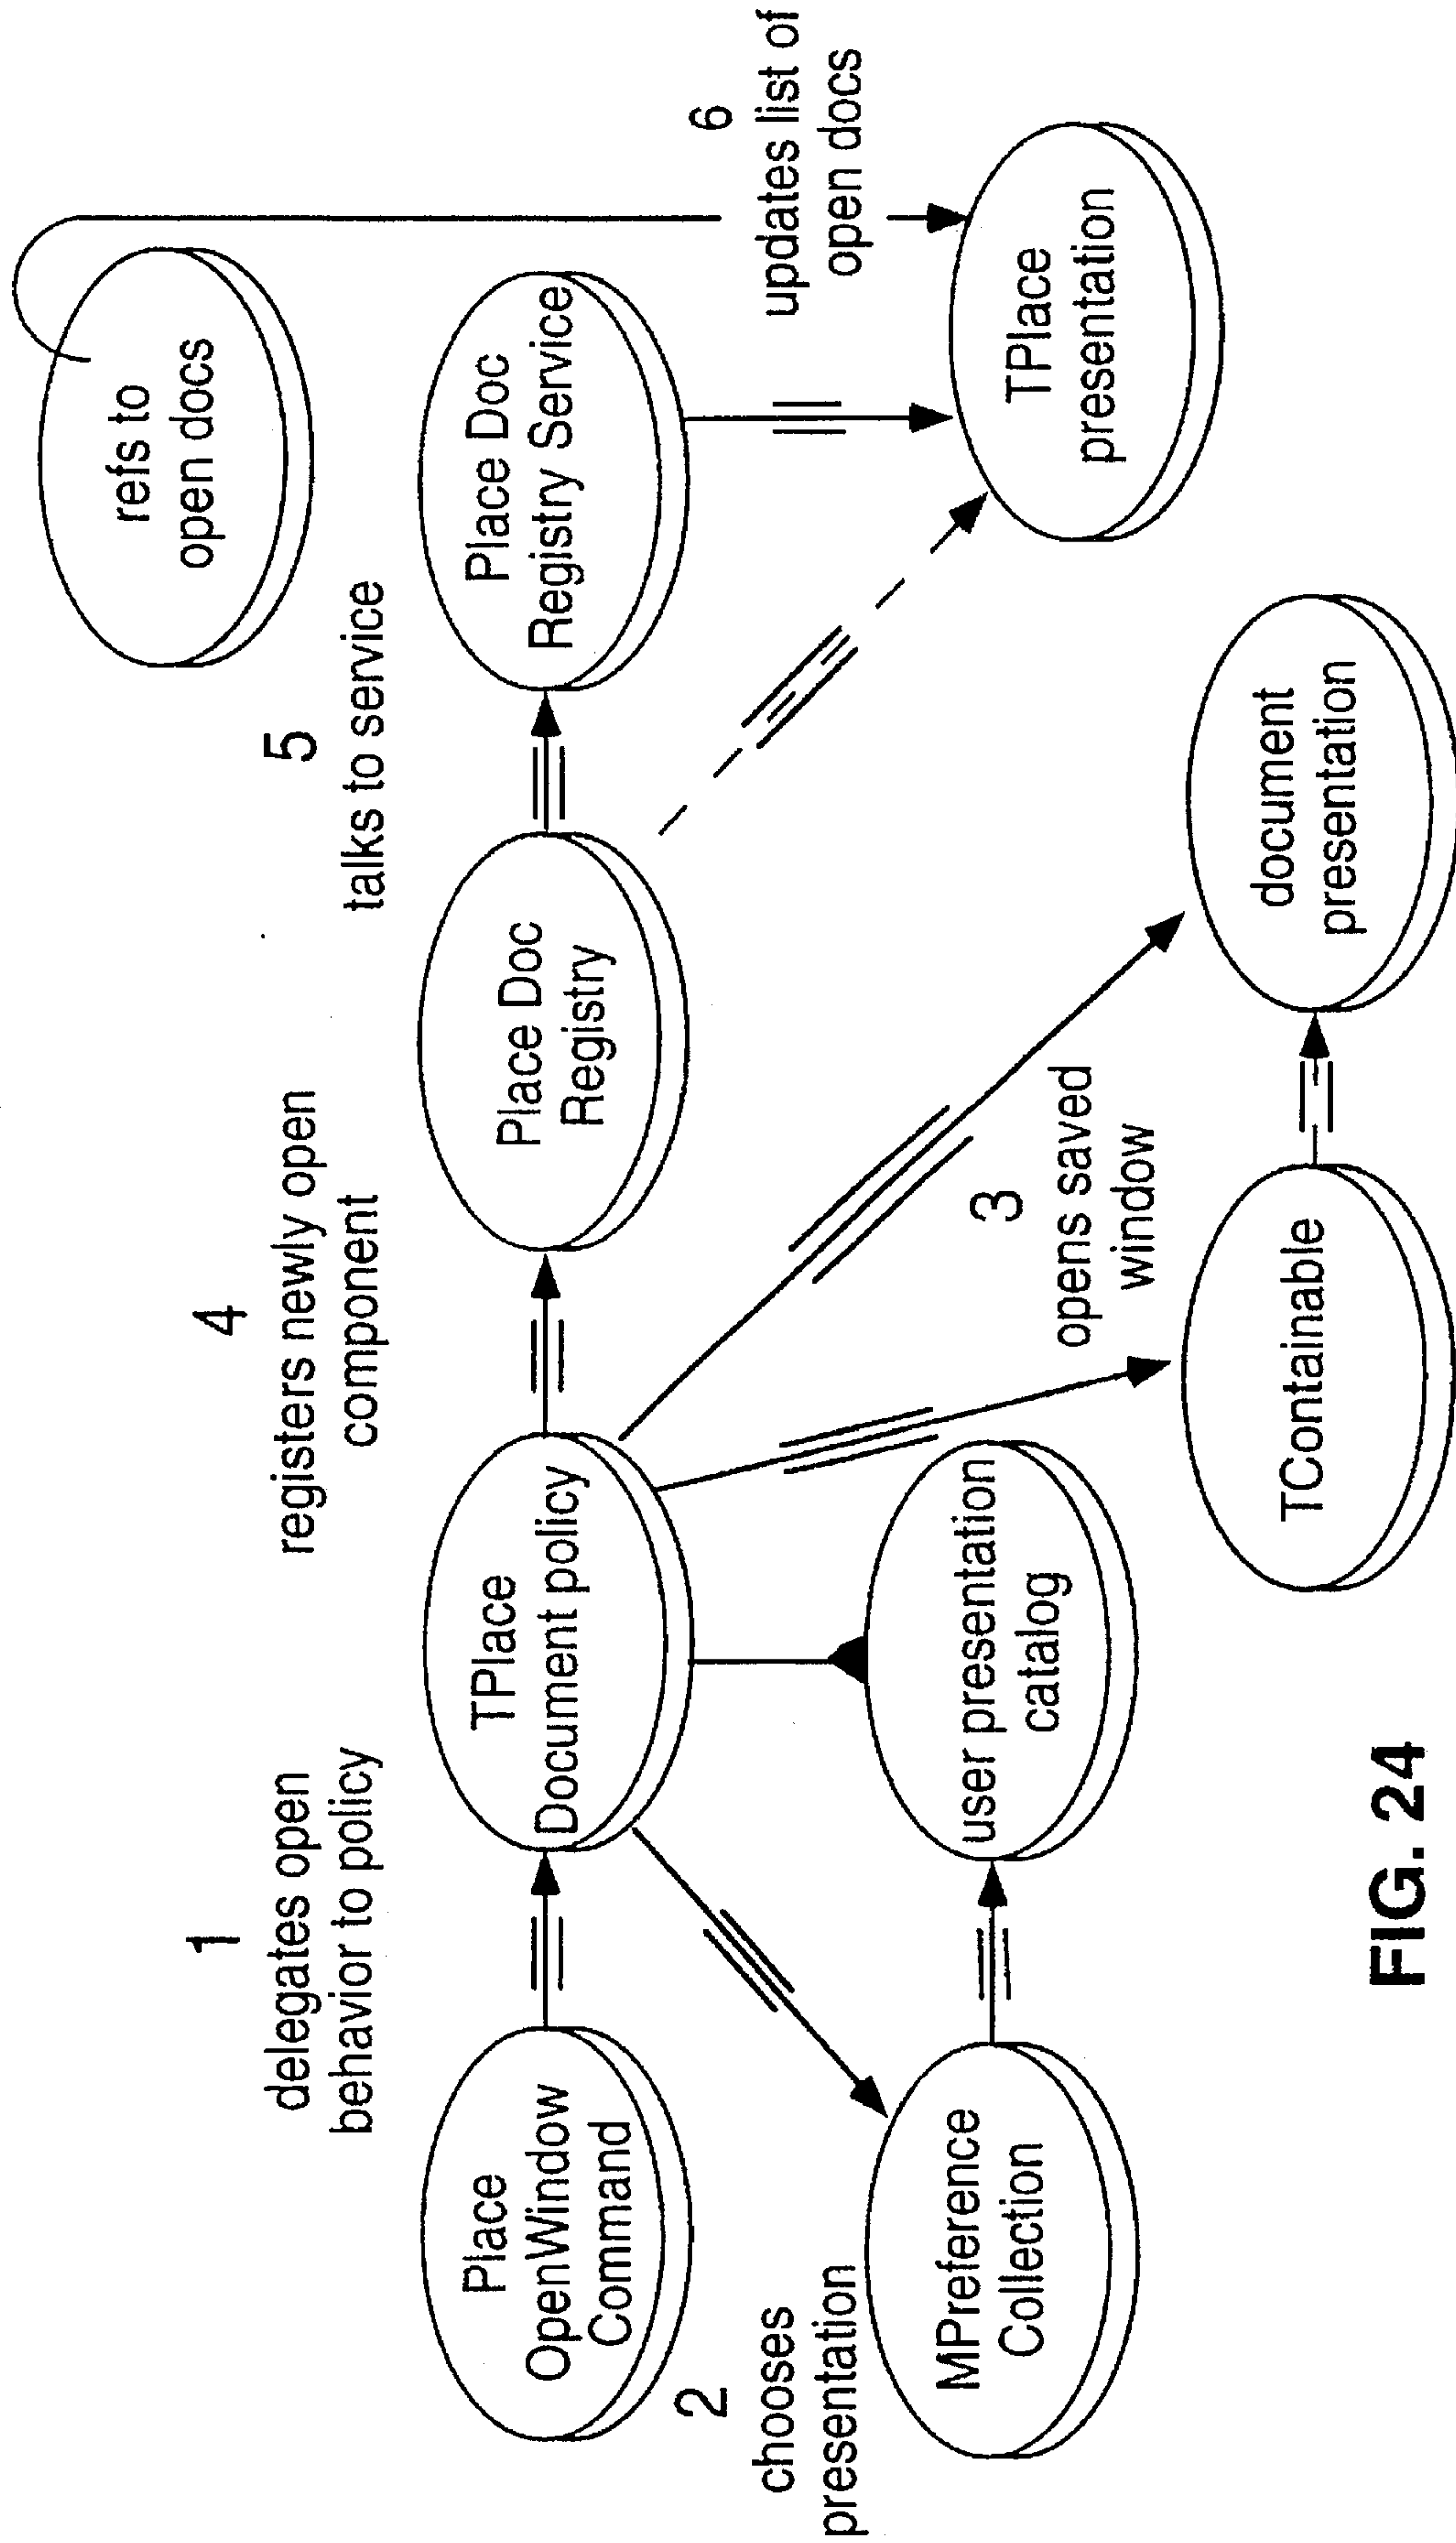 1
delegates open
behavior to policy
4
registers newly open
component
5
talks to service
refs to
open docs
Place
OpenWindow
Command
TPlace
Document policy
Place Doc
Registry
Place Doc
Registry Service
6
updates list of
open docs
2
chooses
presentation
MPreference
Collection
user presentation
catalog
3
opens saved
window
TPlace
presentation
TContainable
document
presentation
FIG. 24